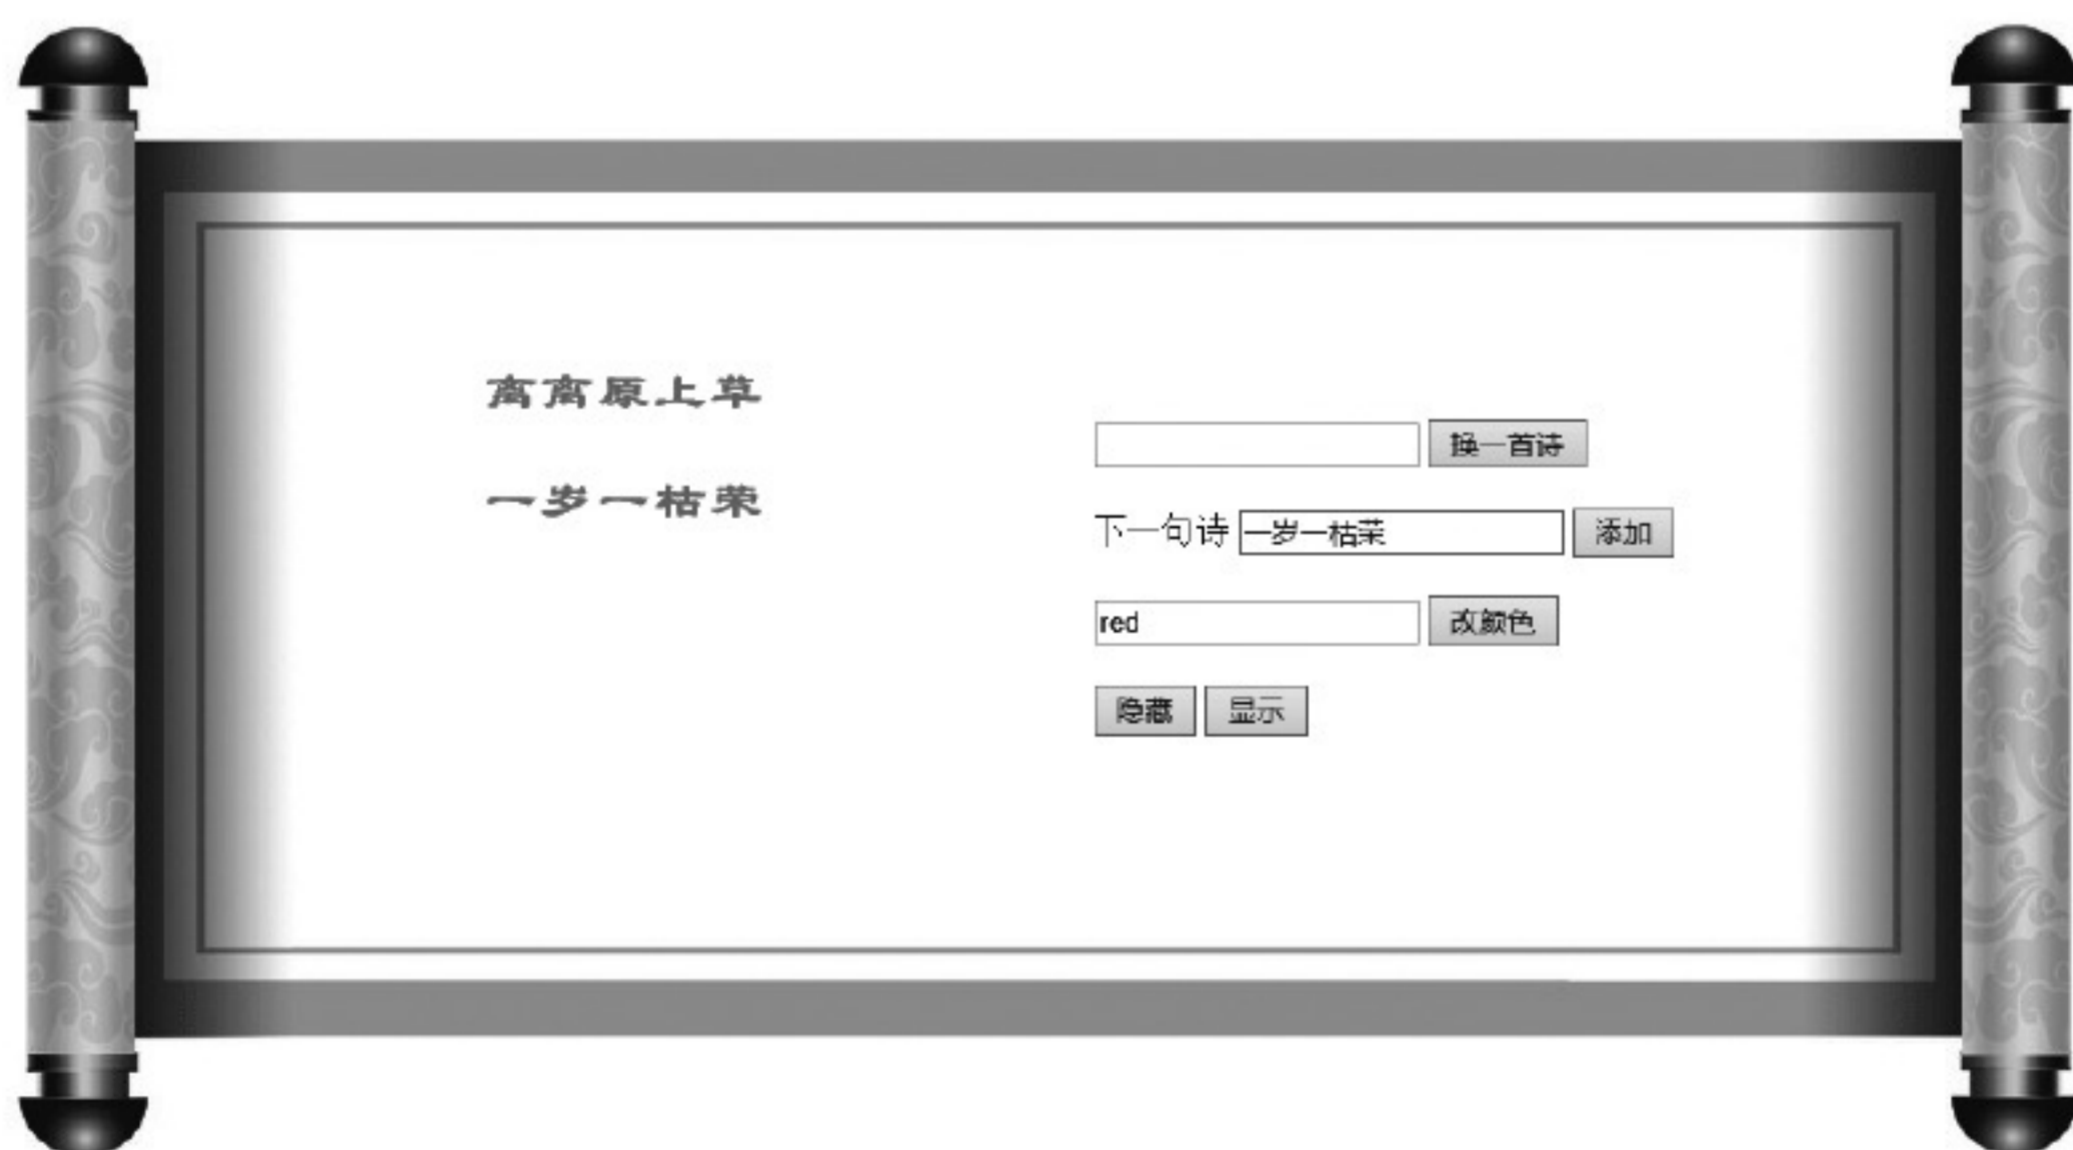 离离原上草
一岁一枯荣
换一首诗
下一句诗 一岁一枯荣 添加
red 改颜色
隐藏 显示